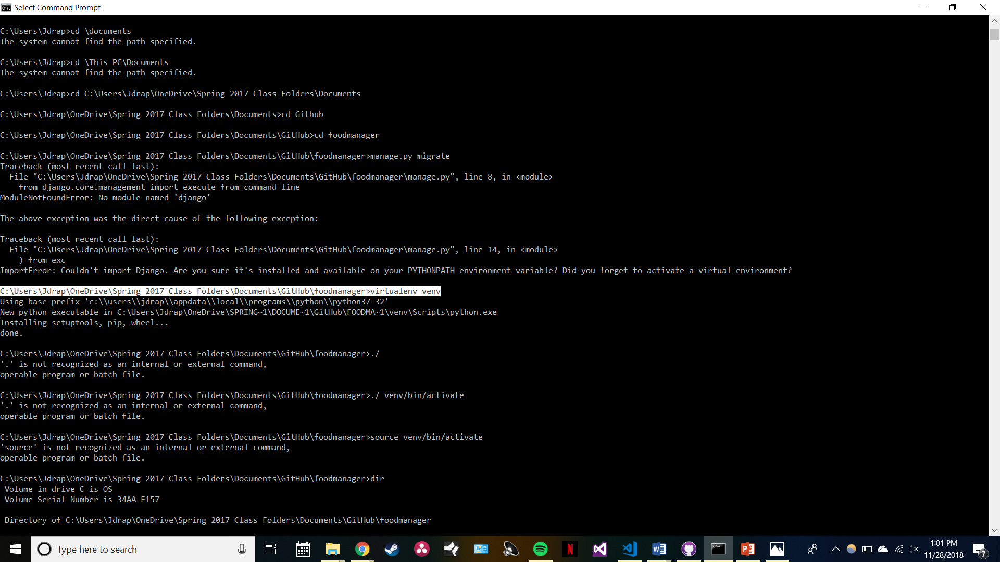 Select Command Prompt
C:\Users\Jdrap>cd \documents
The system cannot find the path specified.
C:\Users\Jdrap>cd \This PC\Documents
The system cannot find the path specified.
C:\Users\Jdrap>cd C:\Users\Jdrap\OneDrive\Spring 2017 Class Folders\Documents
C:\Users\Jdrap\OneDrive\Spring 2017 Class Folders\Documents>cd Github
C:\Users\Jdrap\OneDrive\Spring 2017 Class Folders\Documents\GitHub>cd foodmanager
C:\Users\Jdrap\OneDrive\Spring 2017 Class Folders\Documents\GitHub\foodmanager>manage.py migrate
Traceback (most recent call last):
  File "C:\Users\Jdrap\OneDrive\Spring 2017 Class Folders\Documents\GitHub\foodmanager\manage.py", line 8, in <module>
    from django.core.management import execute_from_command_line
ModuleNotFoundError: No module named 'django'
The above exception was the direct cause of the following exception:
Traceback (most recent call last):
  File "C:\Users\Jdrap\OneDrive\Spring 2017 Class Folders\Documents\GitHub\foodmanager\manage.py", line 14, in <module>
    ) from exc
ImportError: Couldn't import Django. Are you sure it's installed and available on your PYTHONPATH environment variable? Did you forget to activate a virtual environment?
C:\Users\Jdrap\OneDrive\Spring 2017 Class Folders\Documents\GitHub\foodmanager>virtualenv venv
Using base prefix 'c:\\users\\jdrap\\appdata\\local\\programs\\python\\python37-32'
New python executable in C:\Users\Jdrap\OneDrive\SPRING~1\DOCUME~1\GitHub\FOODMA~1\venv\Scripts\python.exe
Installing setuptools, pip, wheel...
done.
C:\Users\Jdrap\OneDrive\Spring 2017 Class Folders\Documents\GitHub\foodmanager>./
'.' is not recognized as an internal or external command,
operable program or batch file.
C:\Users\Jdrap\OneDrive\Spring 2017 Class Folders\Documents\GitHub\foodmanager>./ venv/bin/activate
'.' is not recognized as an internal or external command,
operable program or batch file.
C:\Users\Jdrap\OneDrive\Spring 2017 Class Folders\Documents\GitHub\foodmanager>source venv/bin/activate
'source' is not recognized as an internal or external command,
operable program or batch file.
C:\Users\Jdrap\OneDrive\Spring 2017 Class Folders\Documents\GitHub\foodmanager>dir
 Volume in drive C is OS
 Volume Serial Number is 34AA-F157
 Directory of C:\Users\Jdrap\OneDrive\Spring 2017 Class Folders\Documents\GitHub\foodmanager
Type here to search
1:01 PM
11/28/2018
7